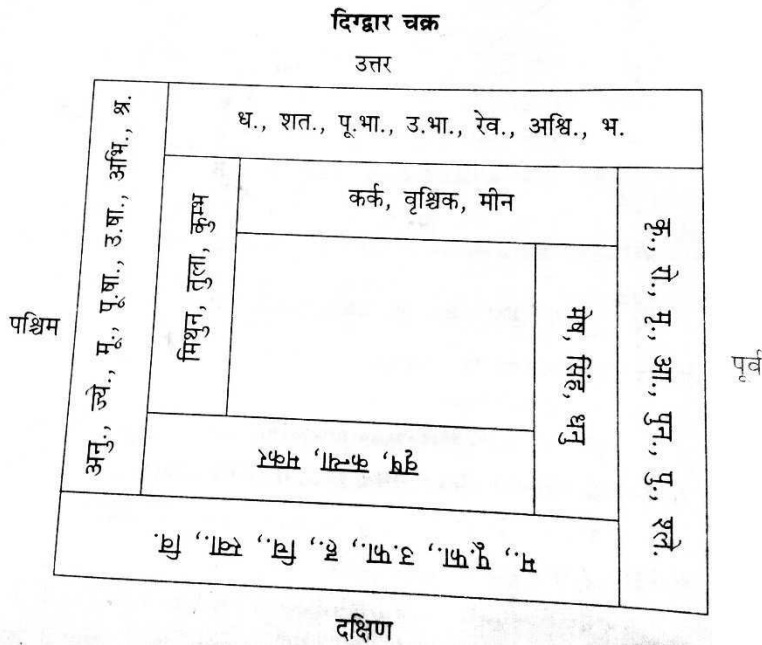 दिग्द्वार चक्र
उत्तर
ध., शत., पू.भा., उ.भा., रेव., अश्वि., भ.
कर्क, वृश्चिक, मीन
अनु., ज्ये., मू., पू.षा., उ.षा., अभि., श्र.
मिथुन, तुला, कुम्भ
मेष, सिंह, धनु
कृ., रो., मृ., आ., पुन., पु., श्ले.
पश्चिम
पूर्व
वृष, कन्या, मकर
म., पू.फा., उ.फा., ह., चि., स्वा., वि.
दक्षिण